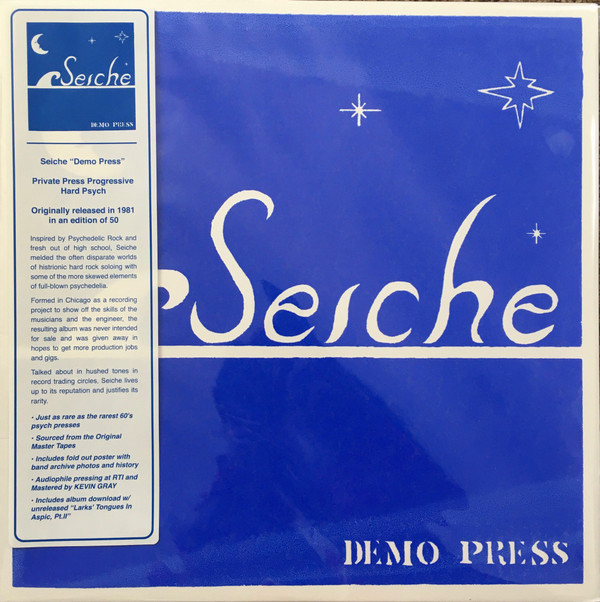 Seiche
DEMO PRESS
Seiche "Demo Press"
Private Press Progressive
Hard Psych
Originally released in 1981
in an edition of 50
Inspired by Psychedelic Rock and
fresh out of high school, Seiche
melded the often disparate worlds
of histrionic hard rock soloing with
some of the more skewed elements
of full-blown psychedelia.
Formed in Chicago as a recording
project to show off the skills of the
musicians and the engineer, the
resulting album was never intended
for sale and was given away in
hopes to get more production jobs
and gigs.
Talked about in hushed tones in
record trading circles, Seiche lives
up to its reputation and justifies its
rarity.
• Just as rare as the rarest 60's
psych presses
• Sourced from the Original
Master Tapes
• Includes fold out poster with
band archive photos and history
• Audiophile pressing at RTI and
Mastered by KEVIN GRAY
• Includes album download w/
unreleased "Larks' Tongues In
Aspic, Pt.II"
Seiche
DEMO PRESS